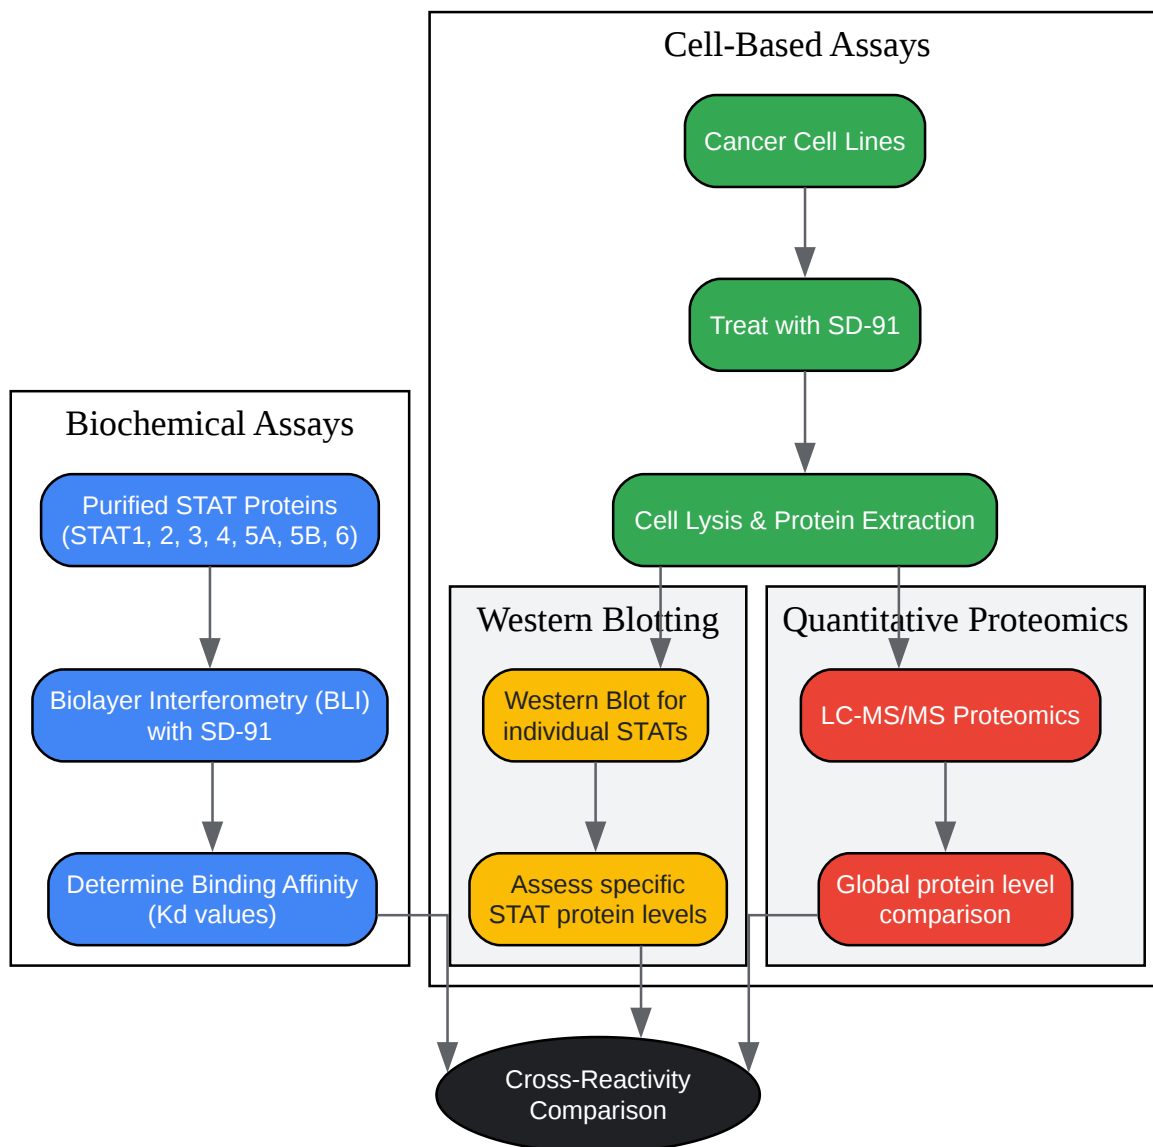 Cell-Based Assays
Cancer Cell Lines
Treat with SD-91
Cell Lysis & Protein Extraction
Biochemical Assays
Purified STAT Proteins
(STAT1, 2, 3, 4, 5A, 5B, 6)
Biolayer Interferometry (BLI)
with SD-91
Determine Binding Affinity
(Kd values)
Western Blotting
Western Blot for
individual STATs
Assess specific
STAT protein levels
Quantitative Proteomics
LC-MS/MS Proteomics
Global protein level
comparison
Cross-Reactivity
Comparison